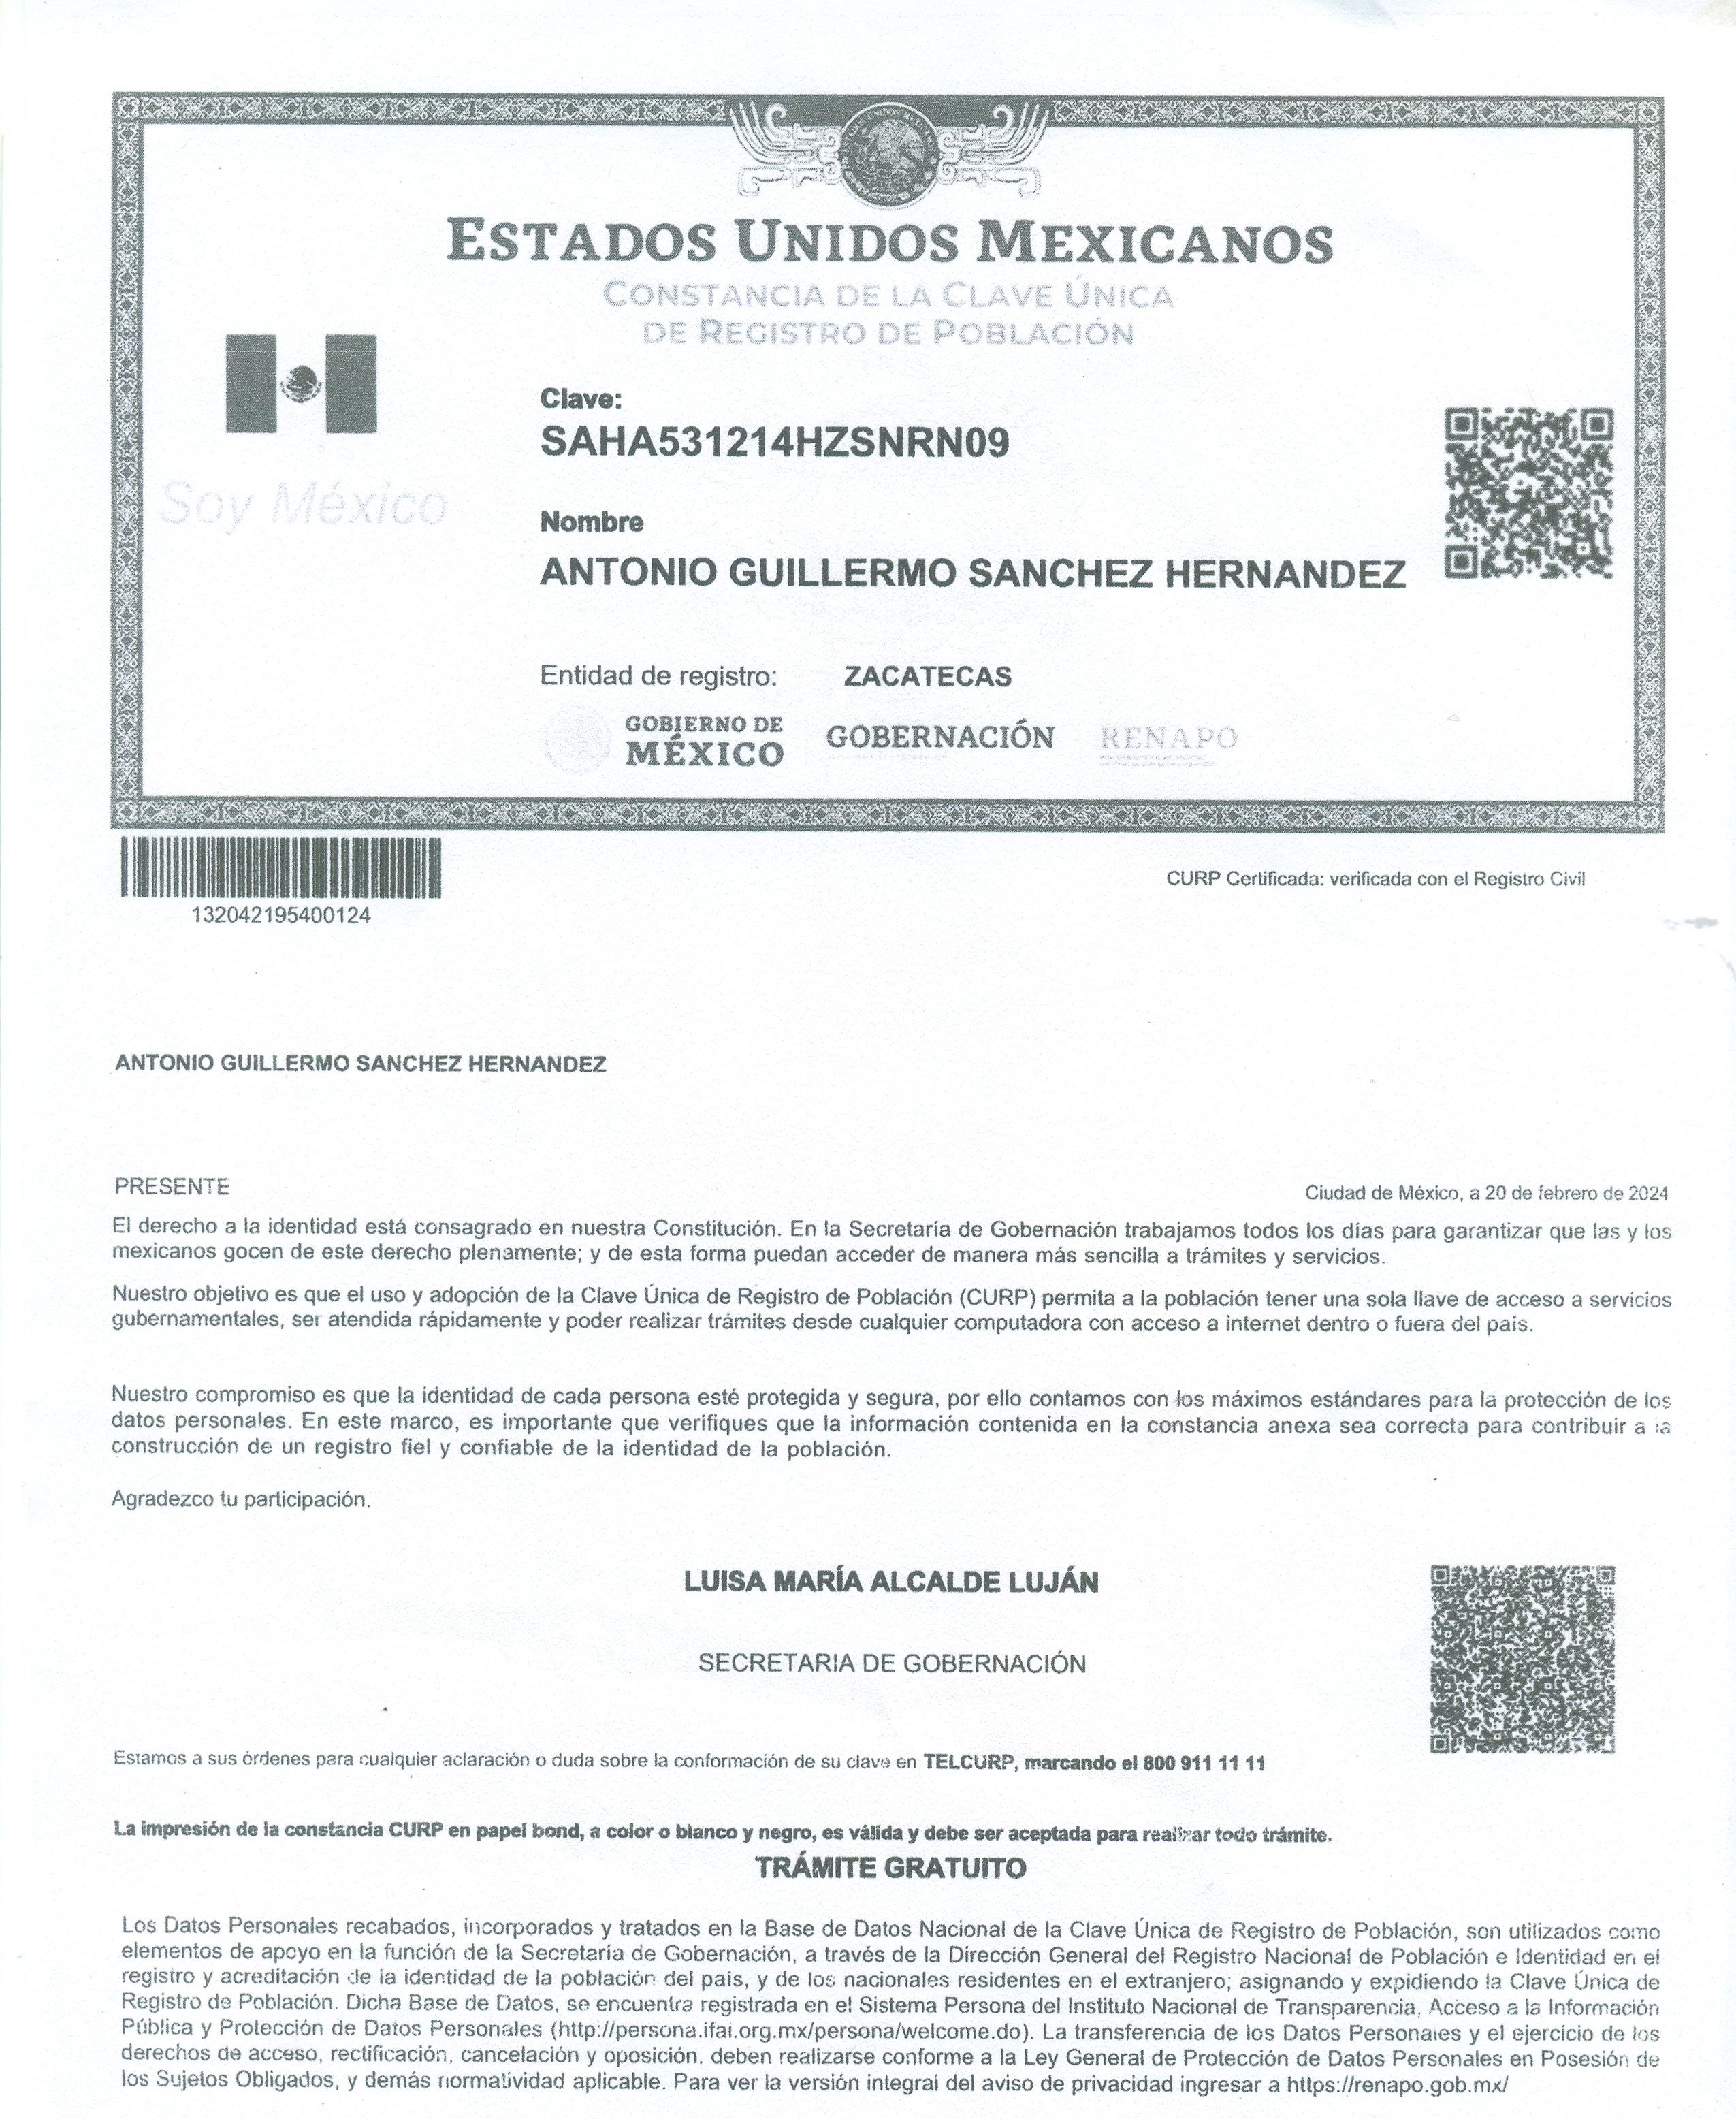 ESTADOS UNIDOS MEXICANOS
CONSTANCIA DE LA CLAVE ÚNICA
DE REGISTRO DE POBLACIÓN
Soy México
Clave:
SAHA531214HZSNRN09
Nombre
ANTONIO GUILLERMO SANCHEZ HERNANDEZ
Entidad de registro: ZACATECAS
GOBIERNO DE
MÉXICO
GOBERNACIÓN
RENAPO
132042195400124
CURP Certificada: verificada con el Registro Civil
ANTONIO GUILLERMO SANCHEZ HERNANDEZ
PRESENTE
Ciudad de México, a 20 de febrero de 2024
El derecho a la identidad está consagrado en nuestra Constitución. En la Secretaría de Gobernación trabajamos todos los días para garantizar que las y los
mexicanos gocen de este derecho plenamente; y de esta forma puedan acceder de manera más sencilla a trámites y servicios.
Nuestro objetivo es que el uso y adopción de la Clave Única de Registro de Población (CURP) permita a la población tener una sola llave de acceso a servicios
gubernamentales, ser atendida rápidamente y poder realizar trámites desde cualquier computadora con acceso a internet dentro o fuera del país.
Nuestro compromiso es que la identidad de cada persona esté protegida y segura, por ello contamos con los máximos estándares para la protección de los
datos personales. En este marco, es importante que verifiques que la información contenida en la constancia anexa sea correcta para contribuir a la
construcción de un registro fiel y confiable de la identidad de la población.
Agradezco tu participación.
LUISA MARÍA ALCALDE LUJÁN
SECRETARIA DE GOBERNACIÓN
Estamos a sus órdenes para cualquier aclaración o duda sobre la conformación de su clave en TELCURP, marcando el 800 911 11 11
La impresión de la constancia CURP en papel bond, a color o blanco y negro, es válida y debe ser aceptada para realizar todo trámite.
TRÁMITE GRATUITO
Los Datos Personales recabados, incorporados y tratados en la Base de Datos Nacional de la Clave Única de Registro de Población, son utilizados como
elementos de apoyo en la función de la Secretaría de Gobernación, a través de la Dirección General del Registro Nacional de Población e Identidad en el
registro y acreditación de la identidad de la población del país, y de los nacionales residentes en el extranjero; asignando y expidiendo la Clave Única de
Registro de Población. Dicha Base de Datos, se encuentra registrada en el Sistema Persona del Instituto Nacional de Transparencia, Acceso a la Información
Pública y Protección de Datos Personales (http://persona.ifai.org.mx/persona/welcome.do). La transferencia de los Datos Personales y el ejercicio de los
derechos de acceso, rectificación, cancelación y oposición, deben realizarse conforme a la Ley General de Protección de Datos Personales en Posesión de
los Sujetos Obligados, y demás normatividad aplicable. Para ver la versión integral del aviso de privacidad ingresar a https://renapo.gob.mx/